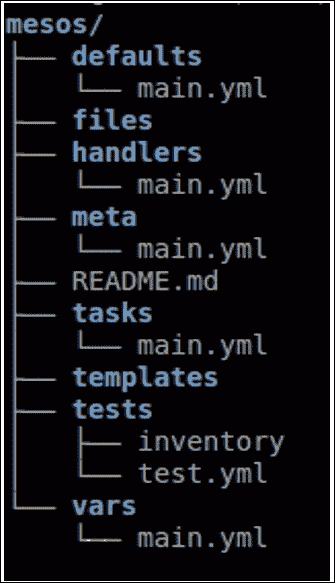 mesos/
├── defaults
│   └── main.yml
├── files
├── handlers
│   └── main.yml
├── meta
│   └── main.yml
├── README.md
├── tasks
│   └── main.yml
├── templates
├── tests
│   ├── inventory
│   └── test.yml
└── vars
    └── main.yml